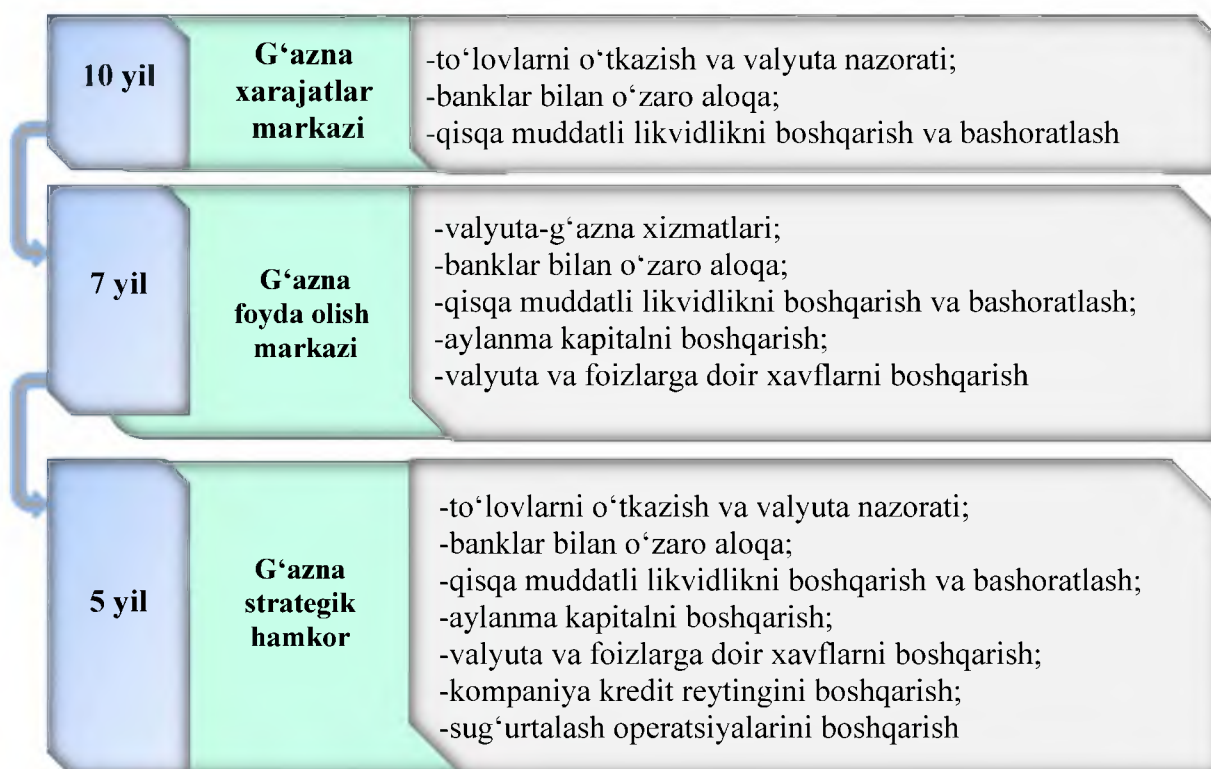 10 yil
G‘azna
xarajatlar
markazi
-to‘lovlarni o‘tkazish va valyuta nazorati;
-banklar bilan o‘zaro aloqa;
-qisqa muddatli likvidlikni boshqarish va bashoratlash
7 yil
G‘azna
foyda olish
markazi
-valyuta-g‘azna xizmatlari;
-banklar bilan o‘zaro aloqa;
-qisqa muddatli likvidlikni boshqarish va bashoratlash;
-aylanma kapitalni boshqarish;
-valyuta va foizlarga doir xavflarni boshqarish
5 yil
G‘azna
strategik
hamkor
-to‘lovlarni o‘tkazish va valyuta nazorati;
-banklar bilan o‘zaro aloqa;
-qisqa muddatli likvidlikni boshqarish va bashoratlash;
-aylanma kapitalni boshqarish;
-valyuta va foizlarga doir xavflarni boshqarish;
-kompaniya kredit reytingini boshqarish;
-sug‘urtalash operatsiyalarini boshqarish